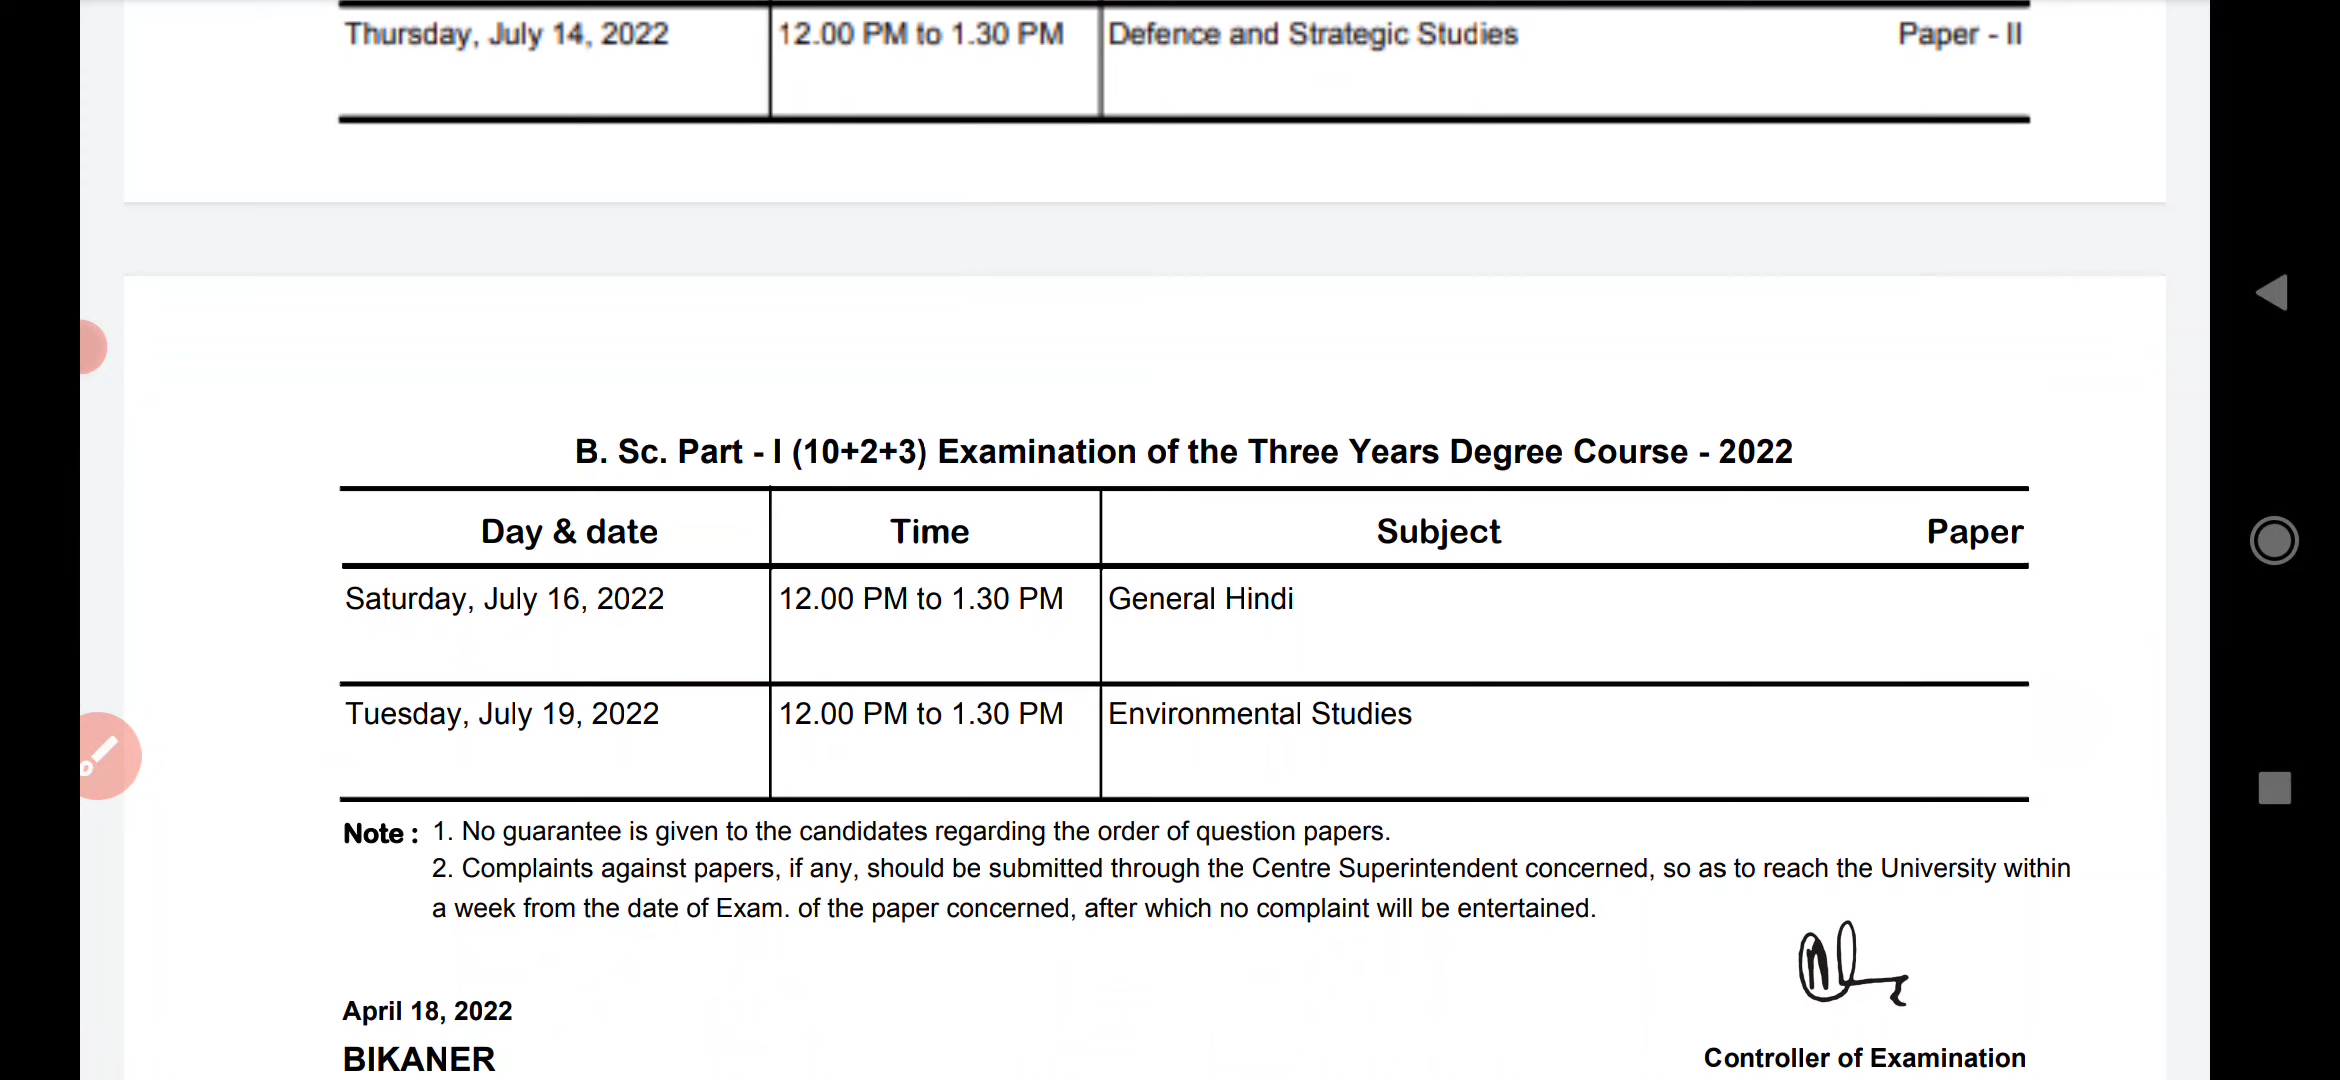 Thursday, July 14, 2022 12.00 PM to 1.30 PM Defence and Strategic Studies Paper - II
B. Sc. Part - I (10+2+3) Examination of the Three Years Degree Course - 2022
Day & date Time Subject Paper
Saturday, July 16, 2022 12.00 PM to 1.30 PM General Hindi
Tuesday, July 19, 2022 12.00 PM to 1.30 PM Environmental Studies
Note : 1. No guarantee is given to the candidates regarding the order of question papers.
2. Complaints against papers, if any, should be submitted through the Centre Superintendent concerned, so as to reach the University within
a week from the date of Exam. of the paper concerned, after which no complaint will be entertained.
April 18, 2022
BIKANER Controller of Examination